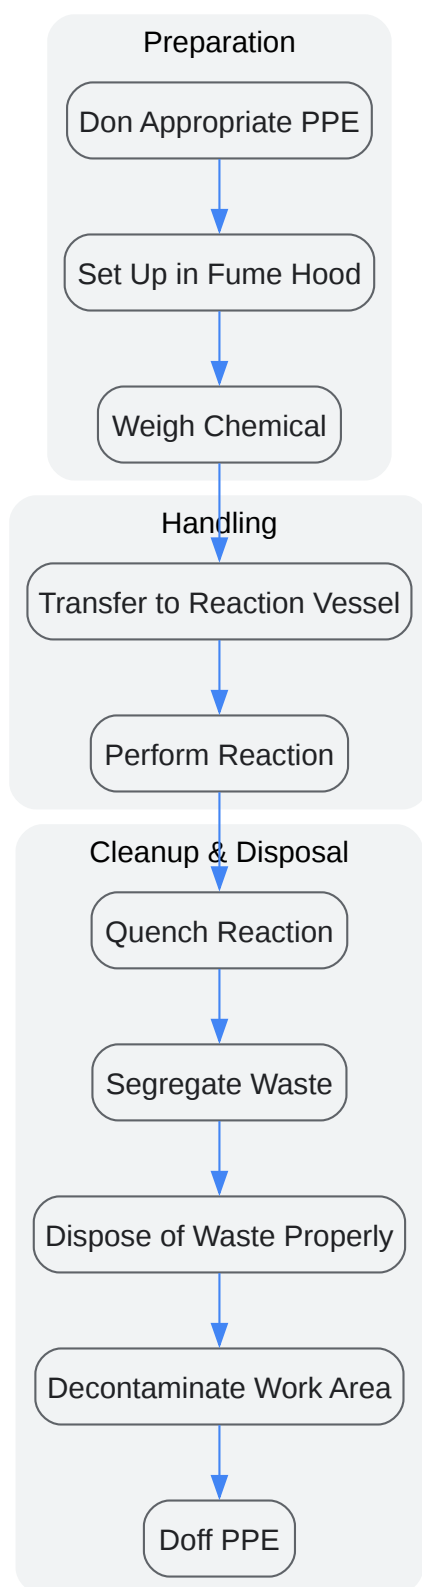 Preparation
Don Appropriate PPE
Set Up in Fume Hood
Weigh Chemical
Handling
Transfer to Reaction Vessel
Perform Reaction
Cleanup & Disposal
Quench Reaction
Segregate Waste
Dispose of Waste Properly
Decontaminate Work Area
Doff PPE